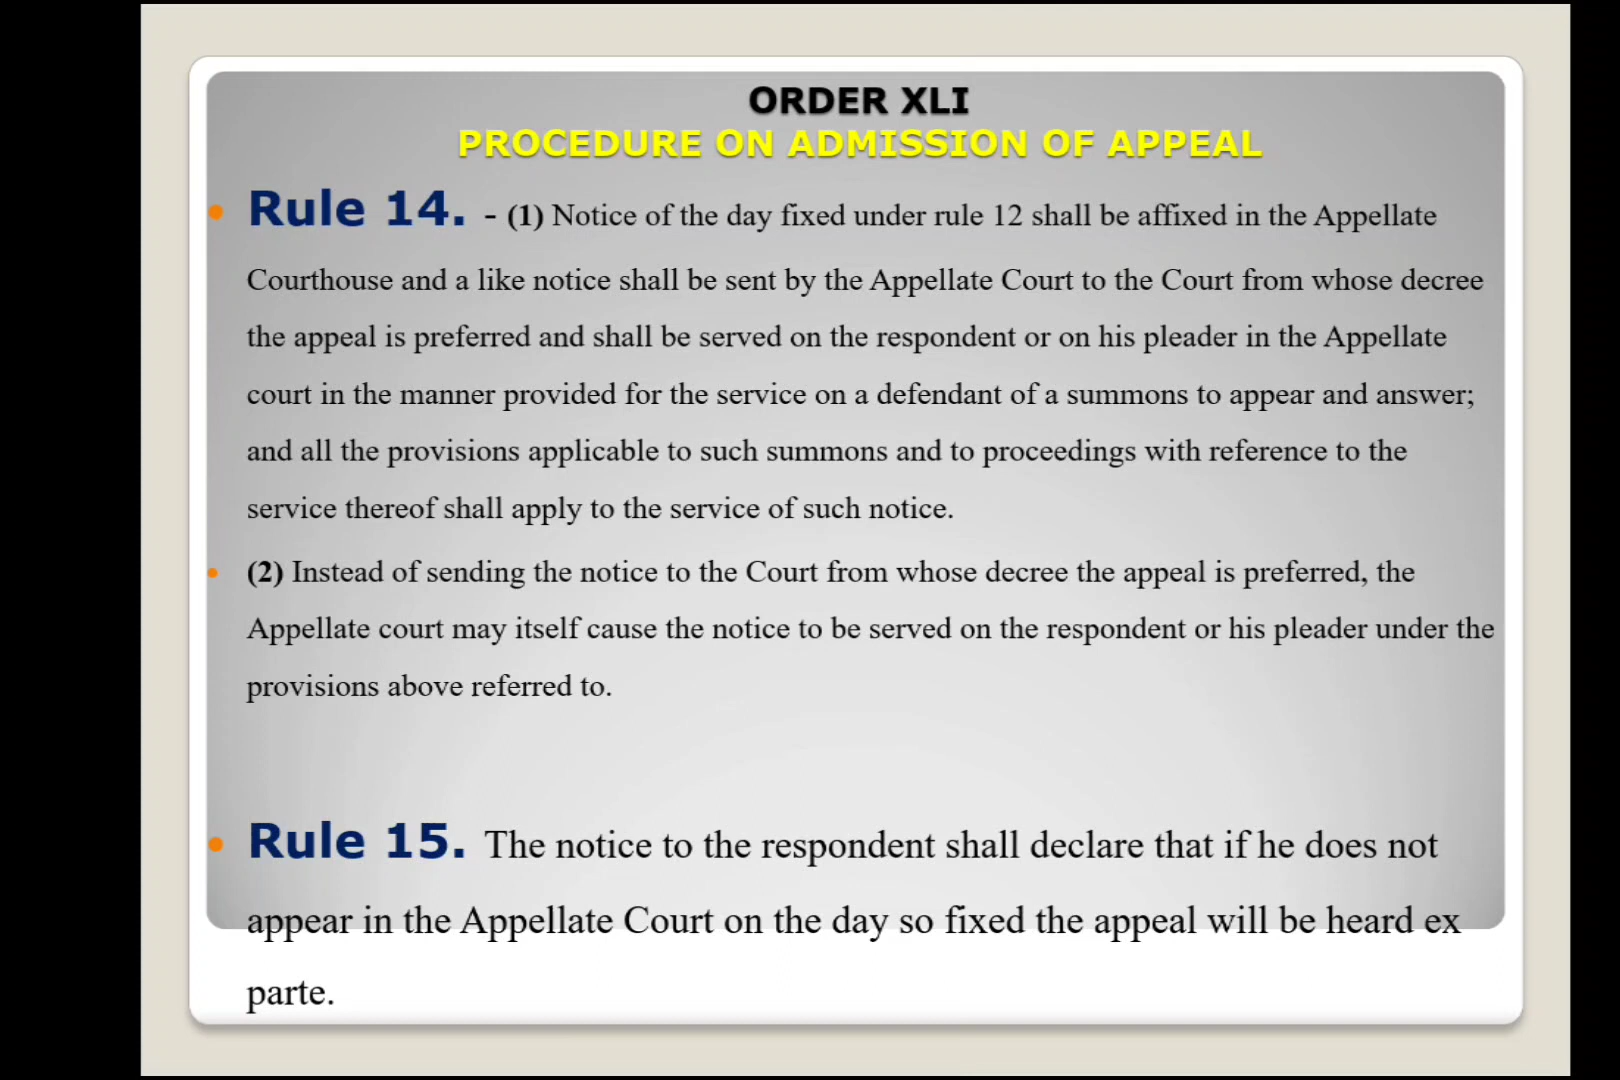 ORDER XLI
PROCEDURE ON ADMISSION OF APPEAL
• Rule 14. - (1) Notice of the day fixed under rule 12 shall be affixed in the Appellate
Courthouse and a like notice shall be sent by the Appellate Court to the Court from whose decree
the appeal is preferred and shall be served on the respondent or on his pleader in the Appellate
court in the manner provided for the service on a defendant of a summons to appear and answer;
and all the provisions applicable to such summons and to proceedings with reference to the
service thereof shall apply to the service of such notice.
• (2) Instead of sending the notice to the Court from whose decree the appeal is preferred, the
Appellate court may itself cause the notice to be served on the respondent or his pleader under the
provisions above referred to.
• Rule 15. The notice to the respondent shall declare that if he does not
appear in the Appellate Court on the day so fixed the appeal will be heard ex
parte.